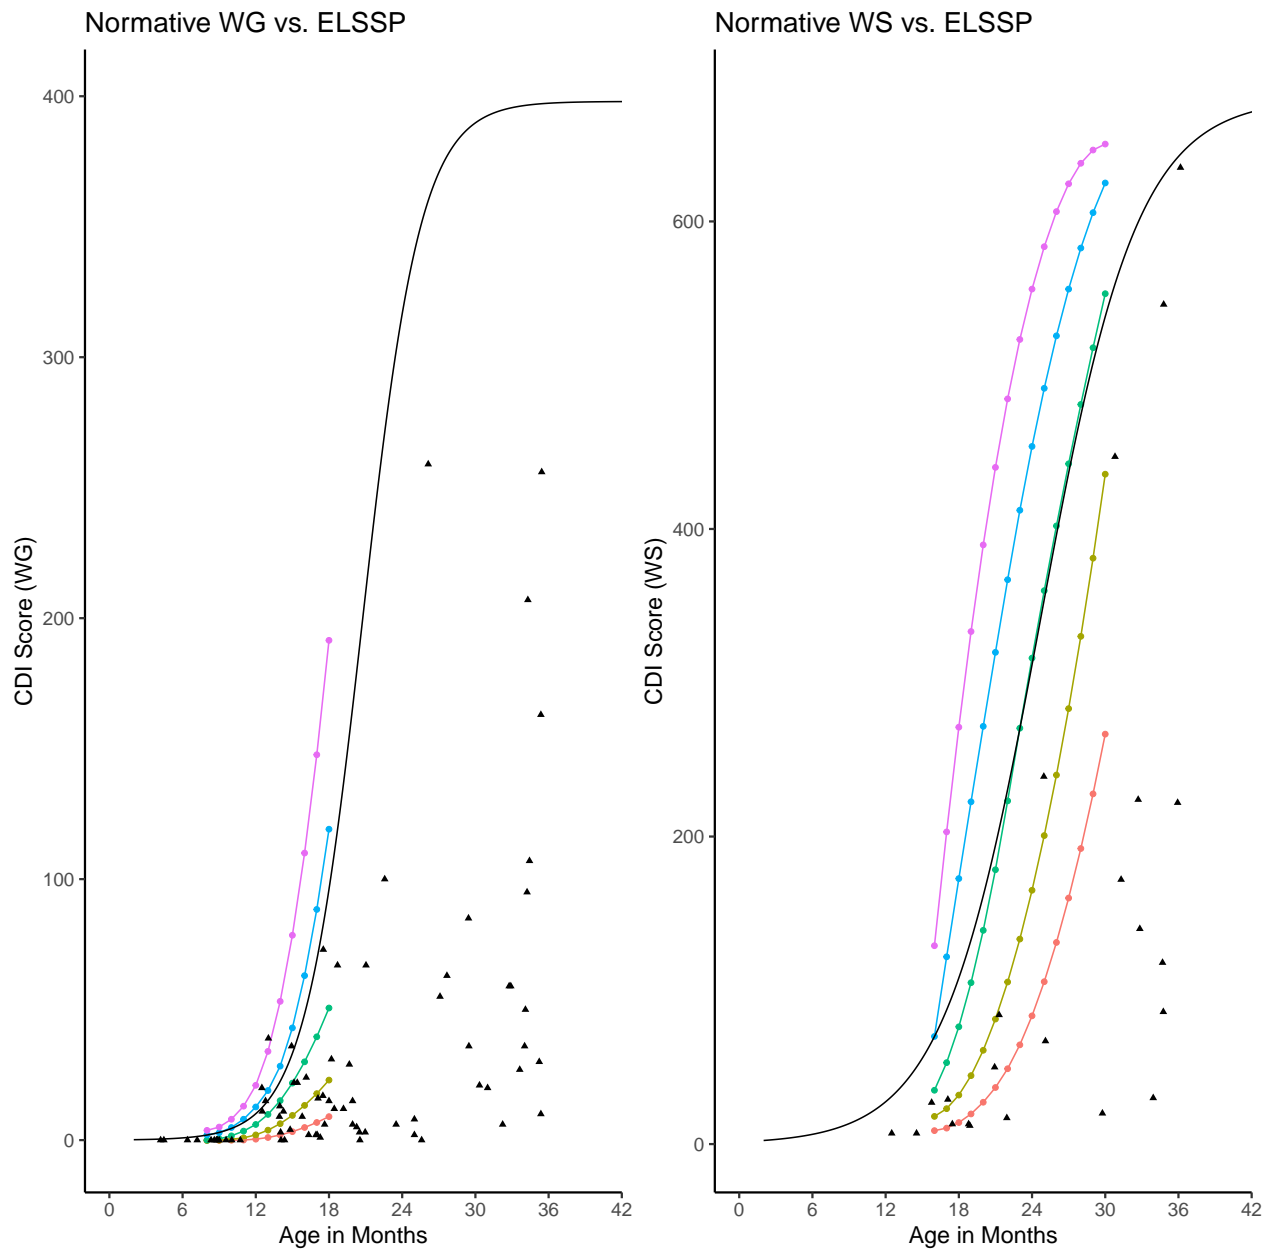 Normative WG vs. ELSSP
400
300
200
100
0
CDI Score (WG)
0 6 12 18 24 30 36 42
Age in Months
Normative WS vs. ELSSP
600
400
200
0
CDI Score (WS)
0 6 12 18 24 30 36 42
Age in Months